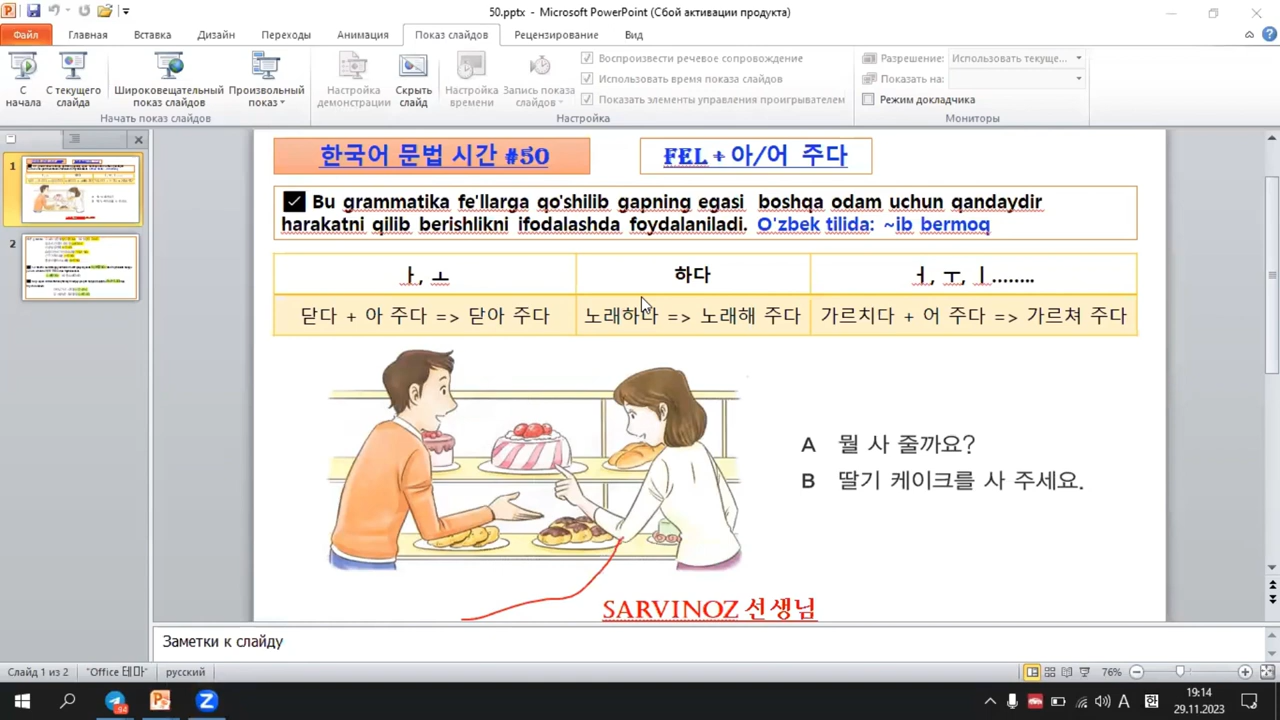 50.pptx - Microsoft PowerPoint (Сбой активации продукта)
Файл Главная Вставка Дизайн Переходы Анимация Показ слайдов Рецензирование Вид
С начала
С текущего слайда
Широковещательный показ слайдов
Произвольный показ
Начать показ слайдов
Настройка демонстрации
Скрыть слайд
Настройка времени
Запись показа слайдов
Воспроизвести речевое сопровождение
Использовать время показа слайдов
Показать элементы управления проигрывателем
Настройка
Разрешение: Использовать текуще...
Показать на:
Режим докладчика
Мониторы
1
2
한국어 문법 시간 #50
FEL + 아/어 주다
Bu grammatika fe'llarga qo'shilib gapning egasi boshqa odam uchun qandaydir
harakatni qilib berishlikni ifodalashda foydalaniladi. O'zbek tilida: ~ib bermoq
ㅏ, ㅗ 하다 ㅓ, ㅜ, ㅣ........
닫다 + 아 주다 => 닫아 주다 노래하다 => 노래해 주다 가르치다 + 어 주다 => 가르쳐 주다
A 뭘 사 줄까요?
B 딸기 케이크를 사 주세요.
SARVINOZ 선생님
Заметки к слайду
Слайд 1 из 2 "Office 테마" русский 76%
94
19:14
29.11.2023